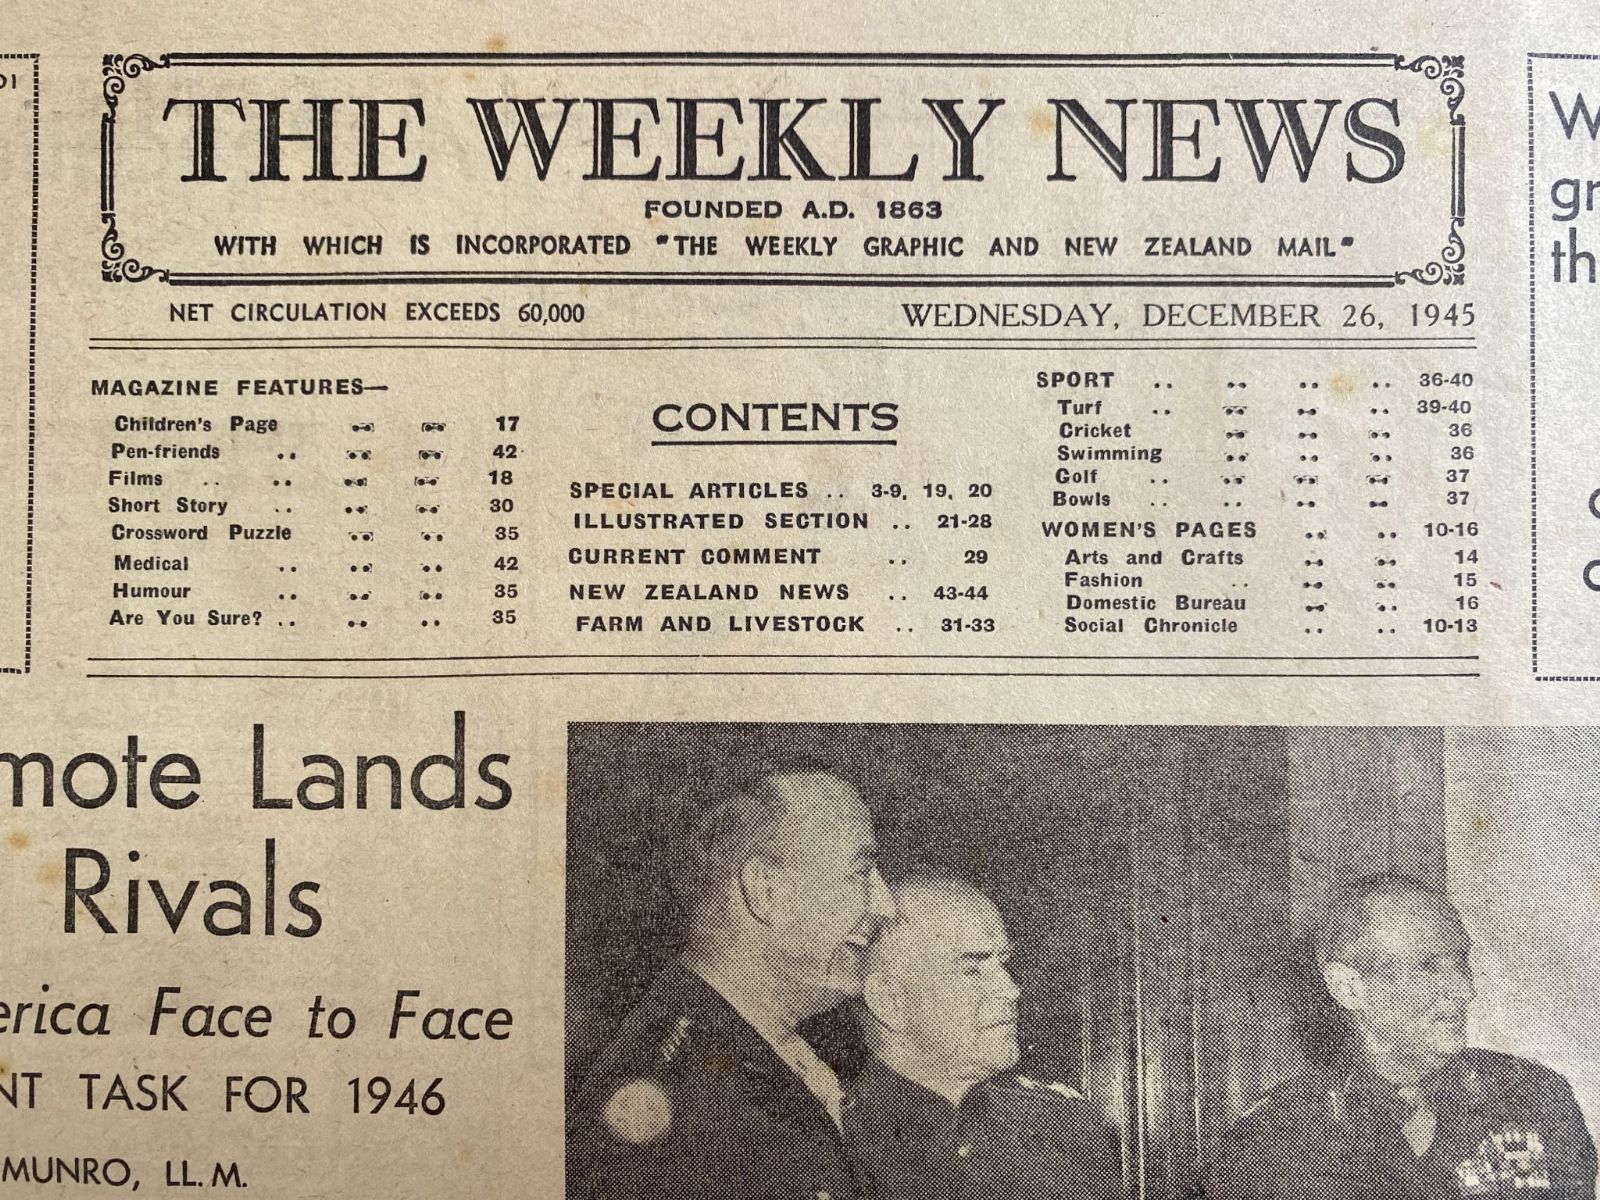 THE WEEKLY NEWS
FOUNDED A.D. 1863
WITH WHICH IS INCORPORATED "THE WEEKLY GRAPHIC AND NEW ZEALAND MAIL"
NET CIRCULATION EXCEEDS 60,000
WEDNESDAY, DECEMBER 26, 1945
MAGAZINE FEATURES—
Children's Page .. .. 17
Pen-friends .. .. .. 42
Films .. .. .. .. 18
Short Story .. .. .. 30
Crossword Puzzle .. .. 35
Medical .. .. .. 42
Humour .. .. .. 35
Are You Sure? .. .. .. 35
CONTENTS
SPECIAL ARTICLES .. 3-9, 19, 20
ILLUSTRATED SECTION .. 21-28
CURRENT COMMENT .. 29
NEW ZEALAND NEWS .. 43-44
FARM AND LIVESTOCK .. 31-33
SPORT .. .. .. .. 36-40
Turf .. .. .. .. 39-40
Cricket .. .. .. 36
Swimming .. .. .. 36
Golf .. .. .. .. 37
Bowls .. .. .. .. 37
WOMEN'S PAGES .. .. 10-16
Arts and Crafts .. .. 14
Fashion .. .. .. 15
Domestic Bureau .. .. 16
Social Chronicle .. .. 10-13
mote Lands
Rivals
erica Face to Face
NT TASK FOR 1946
MUNRO, LL.M.
W
gr
th